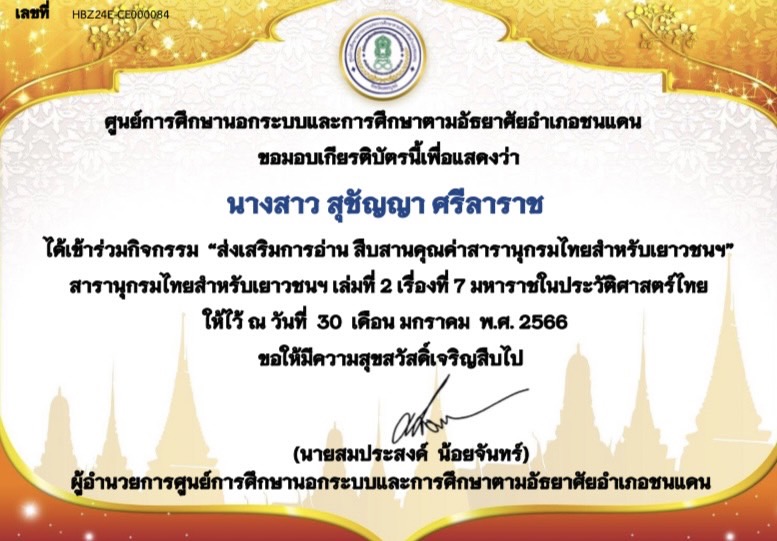 เลขที่ HBZ24E-CE000084
ศูนย์การศึกษานอกระบบและการศึกษาตามอัธยาศัยอำเภอชนแดน
ขอมอบเกียรติบัตรนี้เพื่อแสดงว่า
นางสาว สุชัญญา ศรีลาราช
ได้เข้าร่วมกิจกรรม “ส่งเสริมการอ่าน สืบสานคุณค่าสารานุกรมไทยสำหรับเยาวชนฯ”
สารานุกรมไทยสำหรับเยาวชนฯ เล่มที่ 2 เรื่องที่ 7 มหาราชในประวัติศาสตร์ไทย
ให้ไว้ ณ วันที่ 30 เดือน มกราคม พ.ศ. 2566
ขอให้มีความสุขสวัสดิ์เจริญสืบไป
(นายสมประสงค์ น้อยจันทร์)
ผู้อำนวยการศูนย์การศึกษานอกระบบและการศึกษาตามอัธยาศัยอำเภอชนแดน